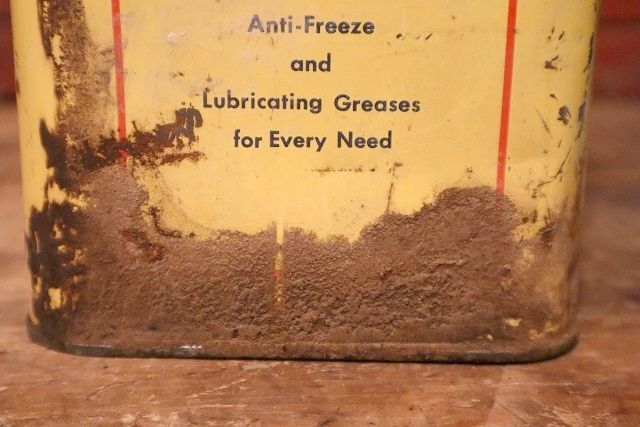 Anti-Freeze
and
Lubricating Greases
for Every Need